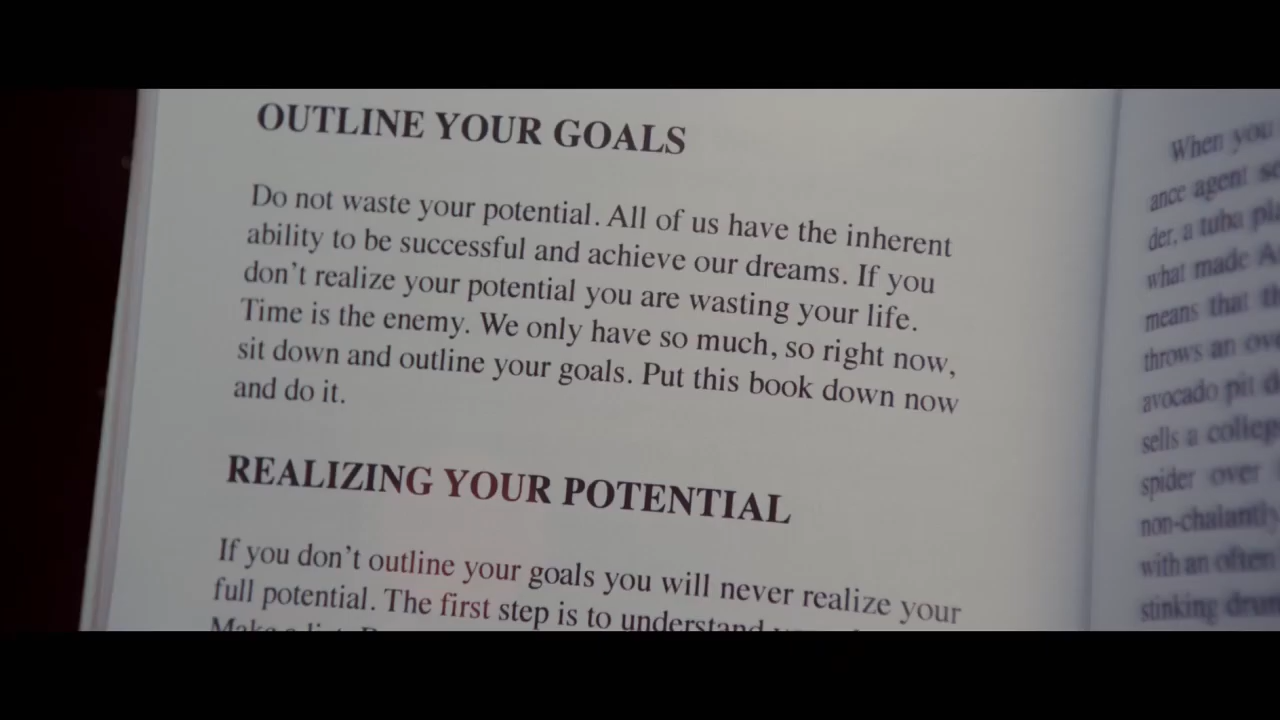 OUTLINE YOUR GOALS
Do not waste your potential. All of us have the inherent
ability to be successful and achieve our dreams. If you
don't realize your potential you are wasting your life.
Time is the enemy. We only have so much, so right now,
sit down and outline your goals. Put this book down now
and do it.
REALIZING YOUR POTENTIAL
If you don't outline your goals you will never realize your
full potential. The first step is to understand
Make a list.
When you
ance agent
der, a tuba
what made
means that
throws an
avocado pit
sells a
spider over
non-chalantly
with an often
stinking